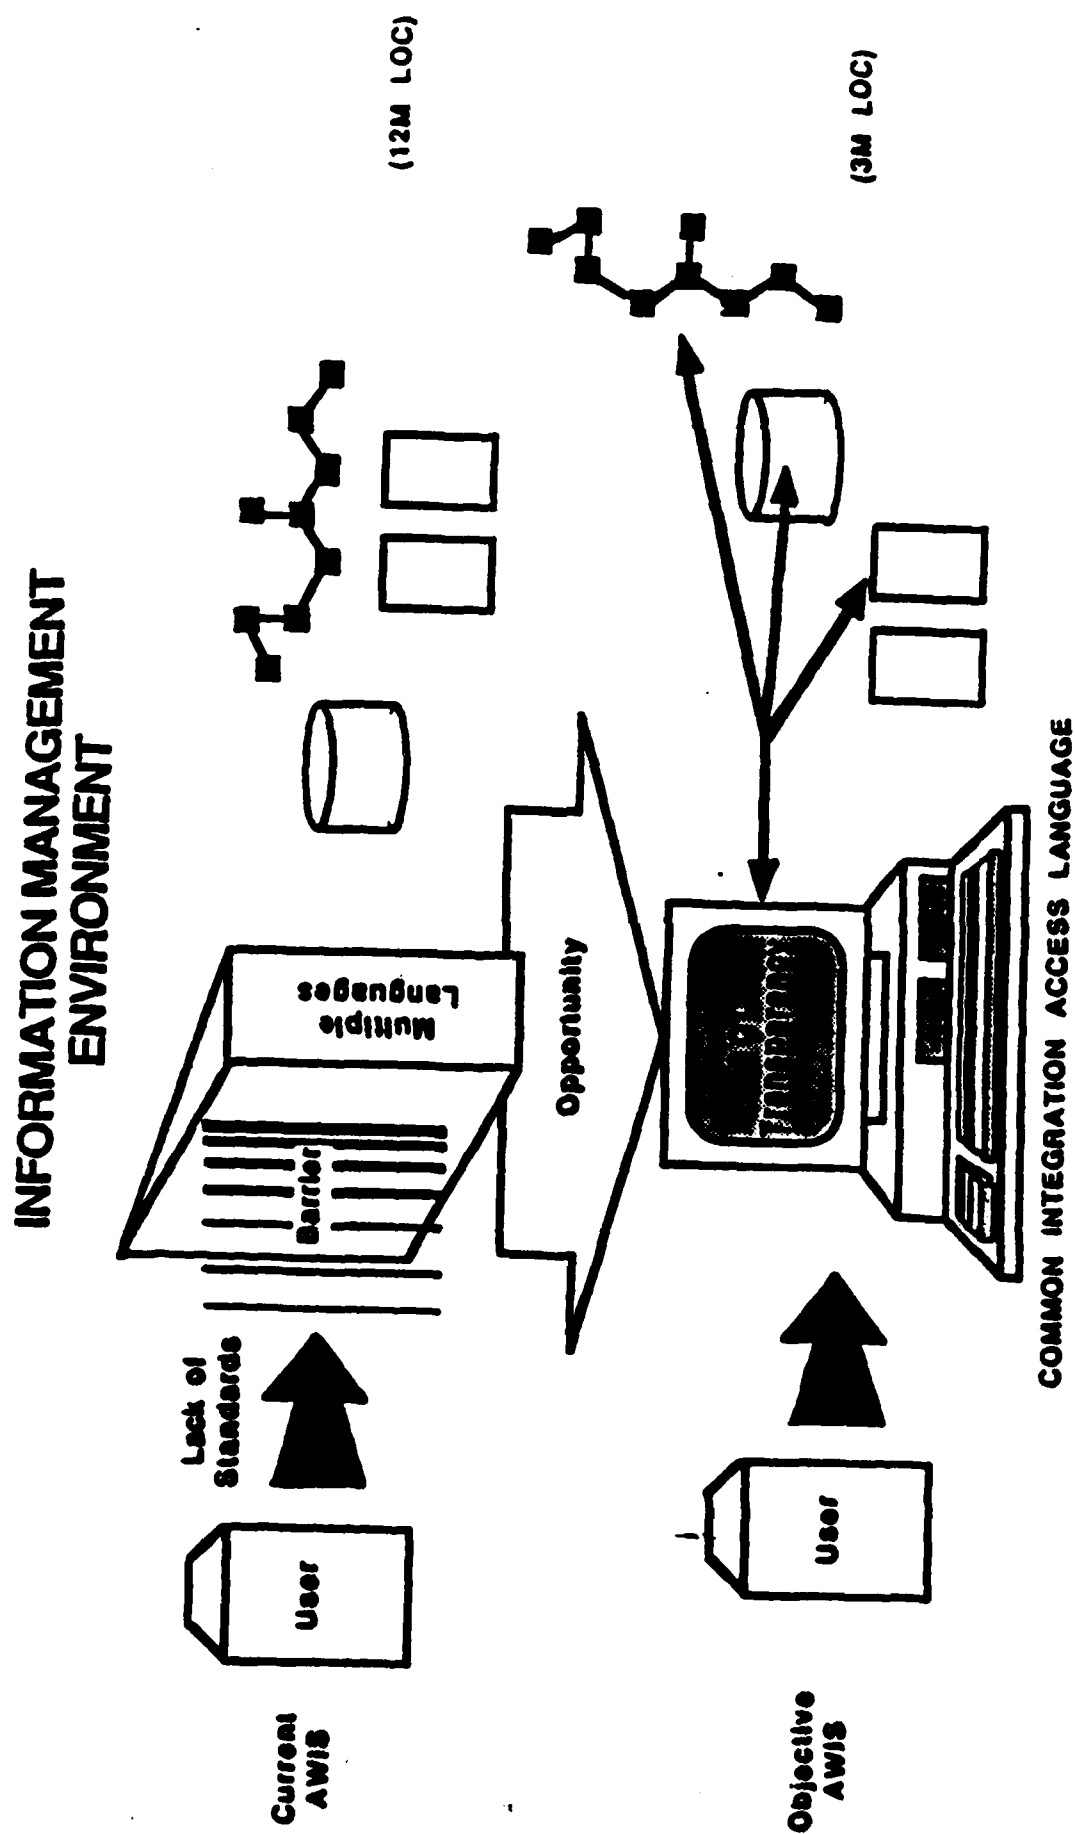 INFORMATION MANAGEMENT
ENVIRONMENT
Current
AWIS
User
Lack of
Standards
Barrier
Multiple
Languages
(12M LOC)
Opportunity
Objective
AWIS
User
(3M LOC)
COMMON INTEGRATION ACCESS LANGUAGE